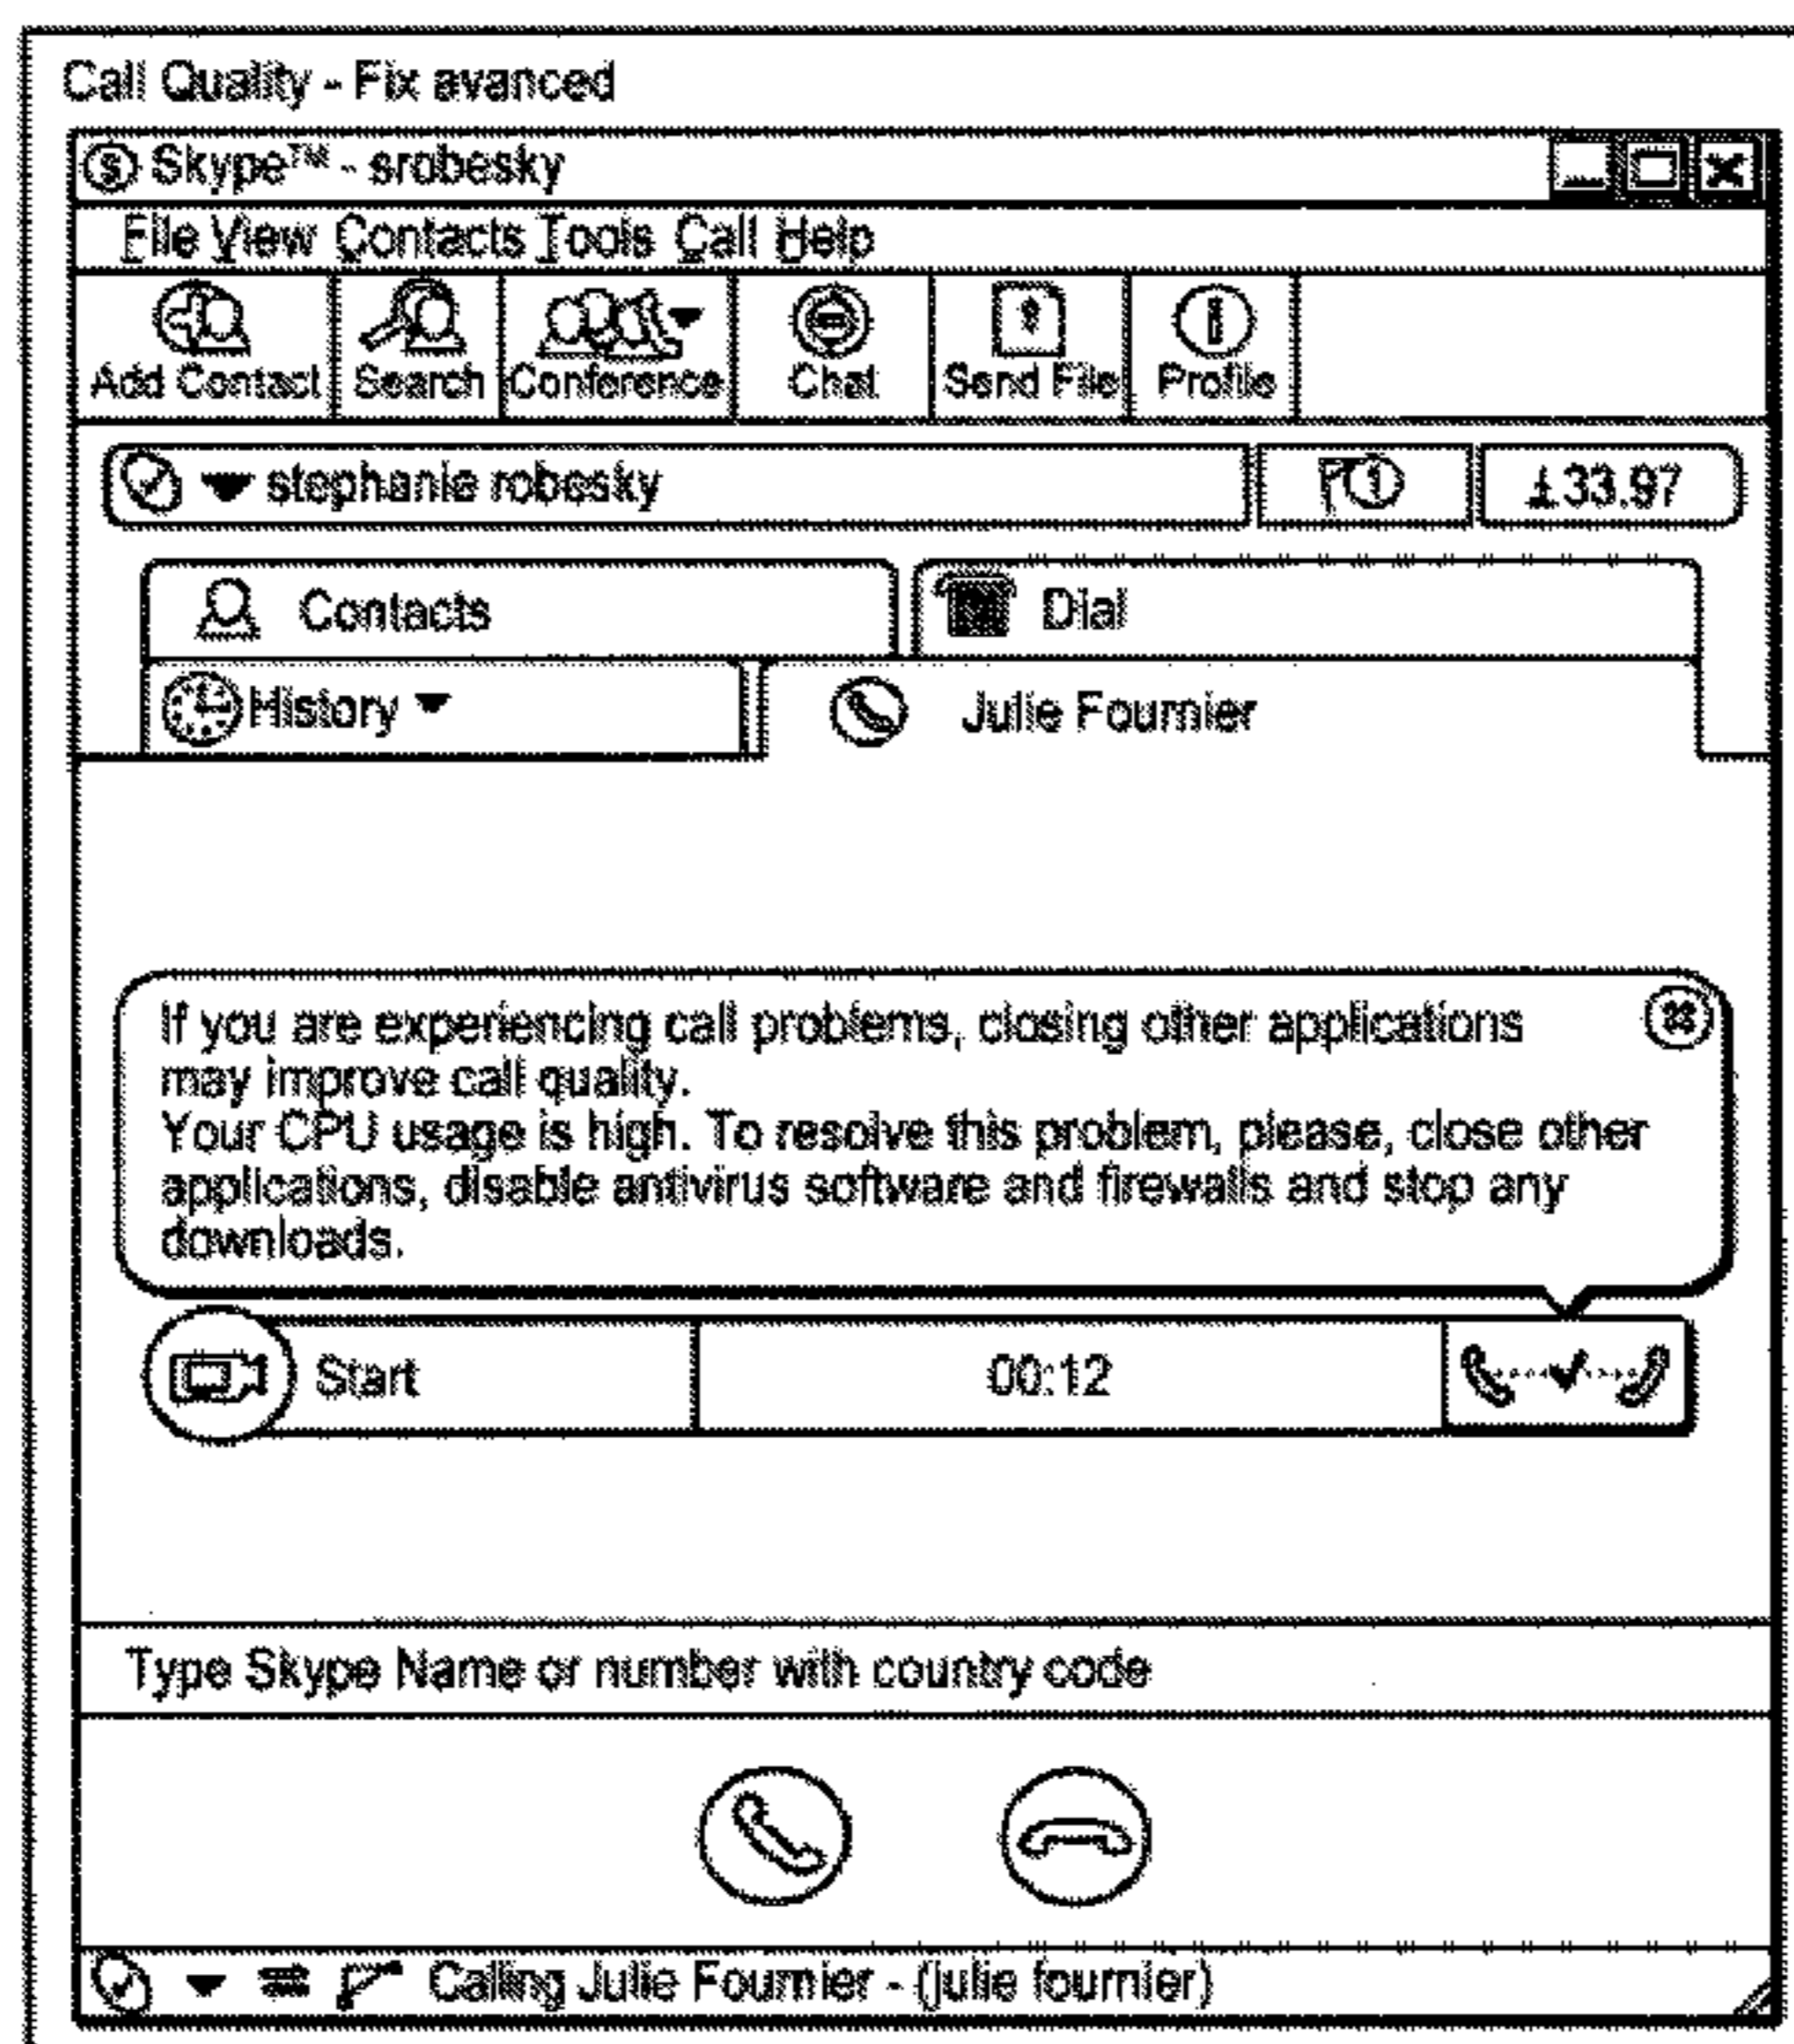 Call Quality - Fix avanced
Skype™ - srobesky
File View Contacts Tools Call Help
Add Contact Search Conference Chat Send File Profile
stephanie robesky 1 £33.97
Contacts Dial
History Julie Fournier
If you are experiencing call problems, closing other applications
may improve call quality.
Your CPU usage is high. To resolve this problem, please, close other
applications, disable antivirus software and firewalls and stop any
downloads.
Start 00:12
Type Skype Name or number with country code
Calling Julie Fournier - (julie fournier)